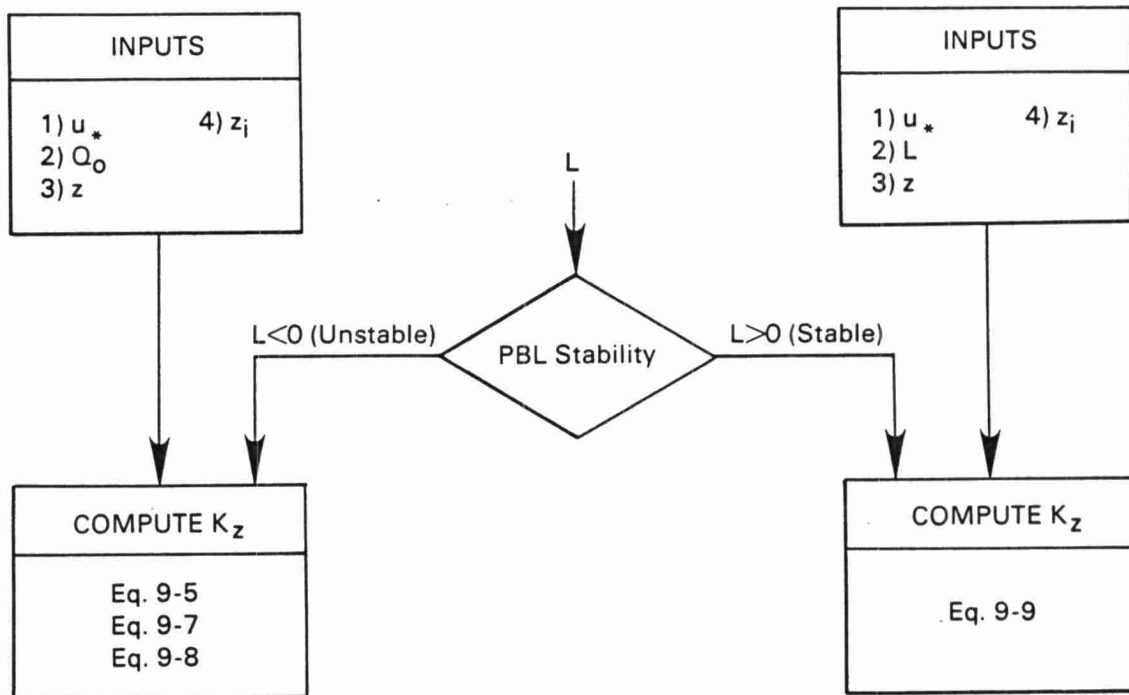 INPUTS
1) u* 4) zi
2) Qo
3) z
INPUTS
1) u* 4) zi
2) L
3) z
L
L<0 (Unstable)
PBL Stability
L>0 (Stable)
COMPUTE Kz
Eq. 9-5
Eq. 9-7
Eq. 9-8
COMPUTE Kz
Eq. 9-9